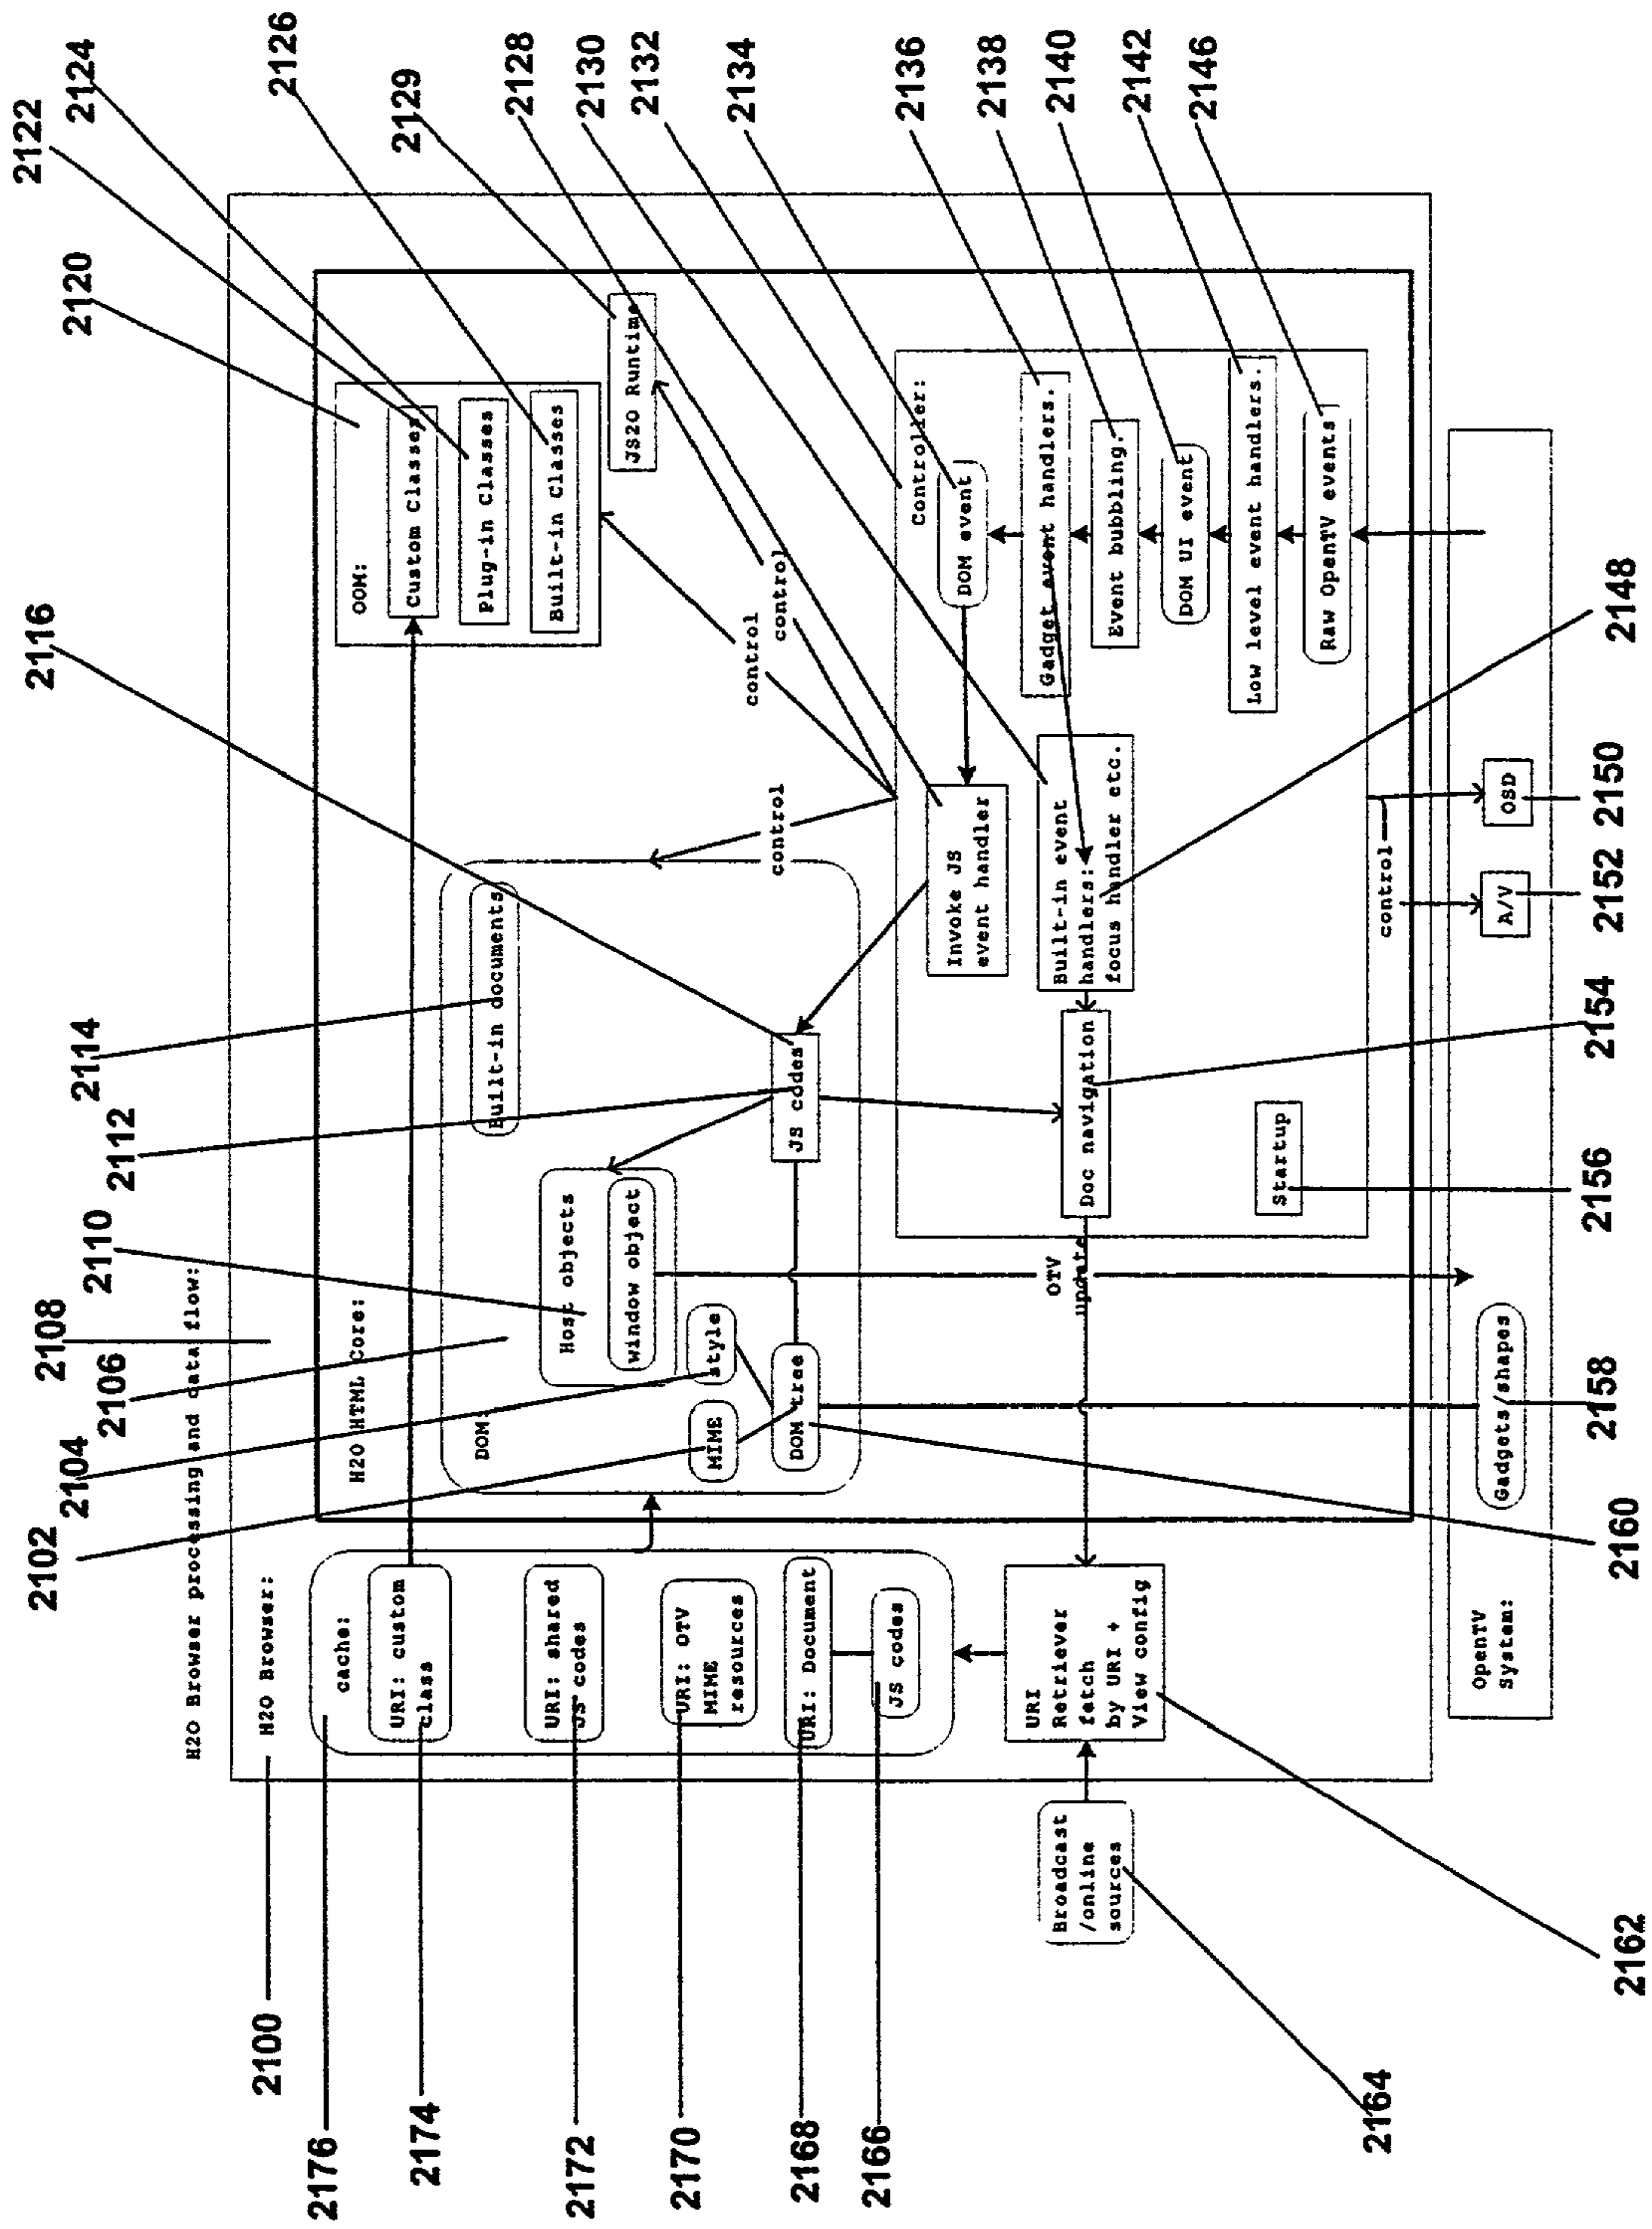 H2O Browser processing and data flow:
H2O Browser:
cache:
URI: custom
class
URI: shared
JS codes
URI: OTV
MIME
resources
URI: Document
JS codes
URI
Retriever
fetch
by URI +
View config
Broadcast
/online
sources
H2O HTML Core:
DOM:
MIME
style
DOM tree
Host objects
window object
JS codes
Built-in documents
OOM:
Custom Classes
Plug-in Classes
Built-in Classes
JS2O Runtime
control
control
control
Controller:
DOM event
Gadget event handlers.
Event bubbling.
DOM UI event
Low level event handlers.
Raw OpenTV events
Invoke JS
event handler
Built-in event
handlers:
focus handler etc.
Doc navigation
Startup
OTV
update
control
OpenTV
System:
Gadgets/shapes
A/V
OSD
2100
2102
2104
2106
2108
2110
2112
2114
2116
2120
2122
2124
2126
2129
2128
2130
2132
2134
2136
2138
2140
2142
2146
2148
2150
2152
2154
2156
2158
2160
2162
2164
2166
2168
2170
2172
2174
2176